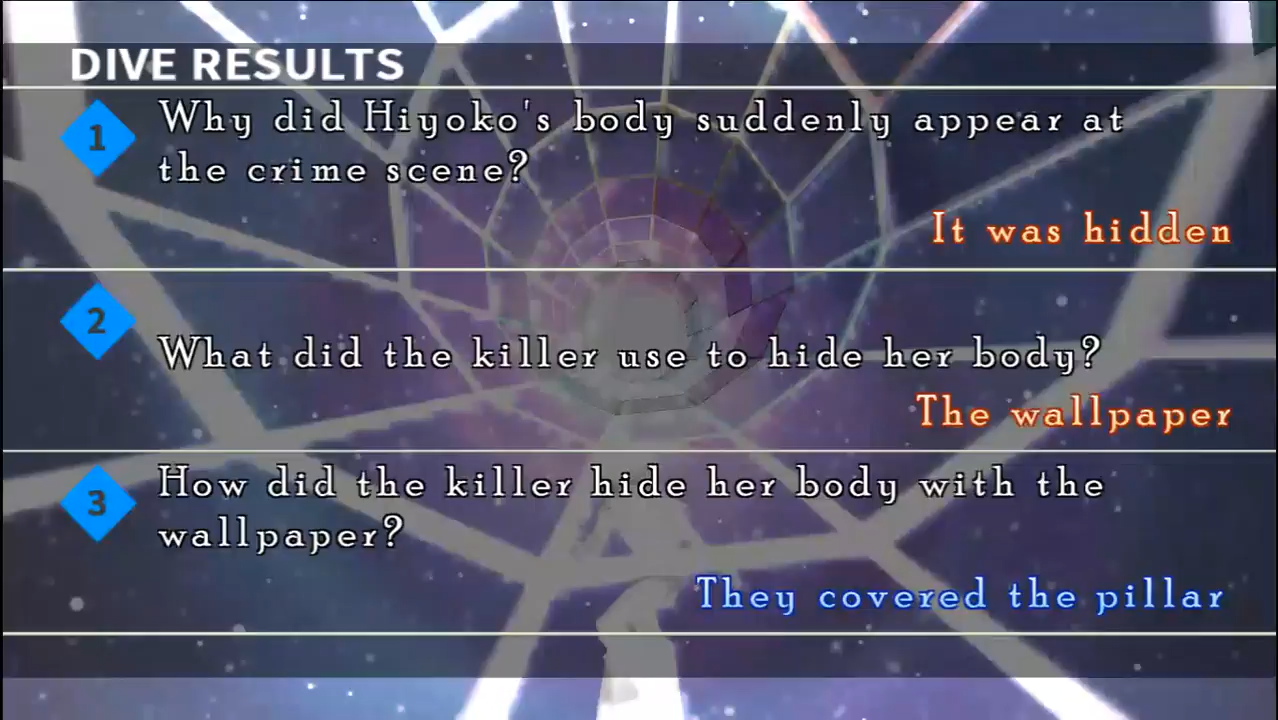 DIVE RESULTS
1
Why did Hiyoko's body suddenly appear at
the crime scene?
It was hidden
2
What did the killer use to hide her body?
The wallpaper
3
How did the killer hide her body with the
wallpaper?
They covered the pillar